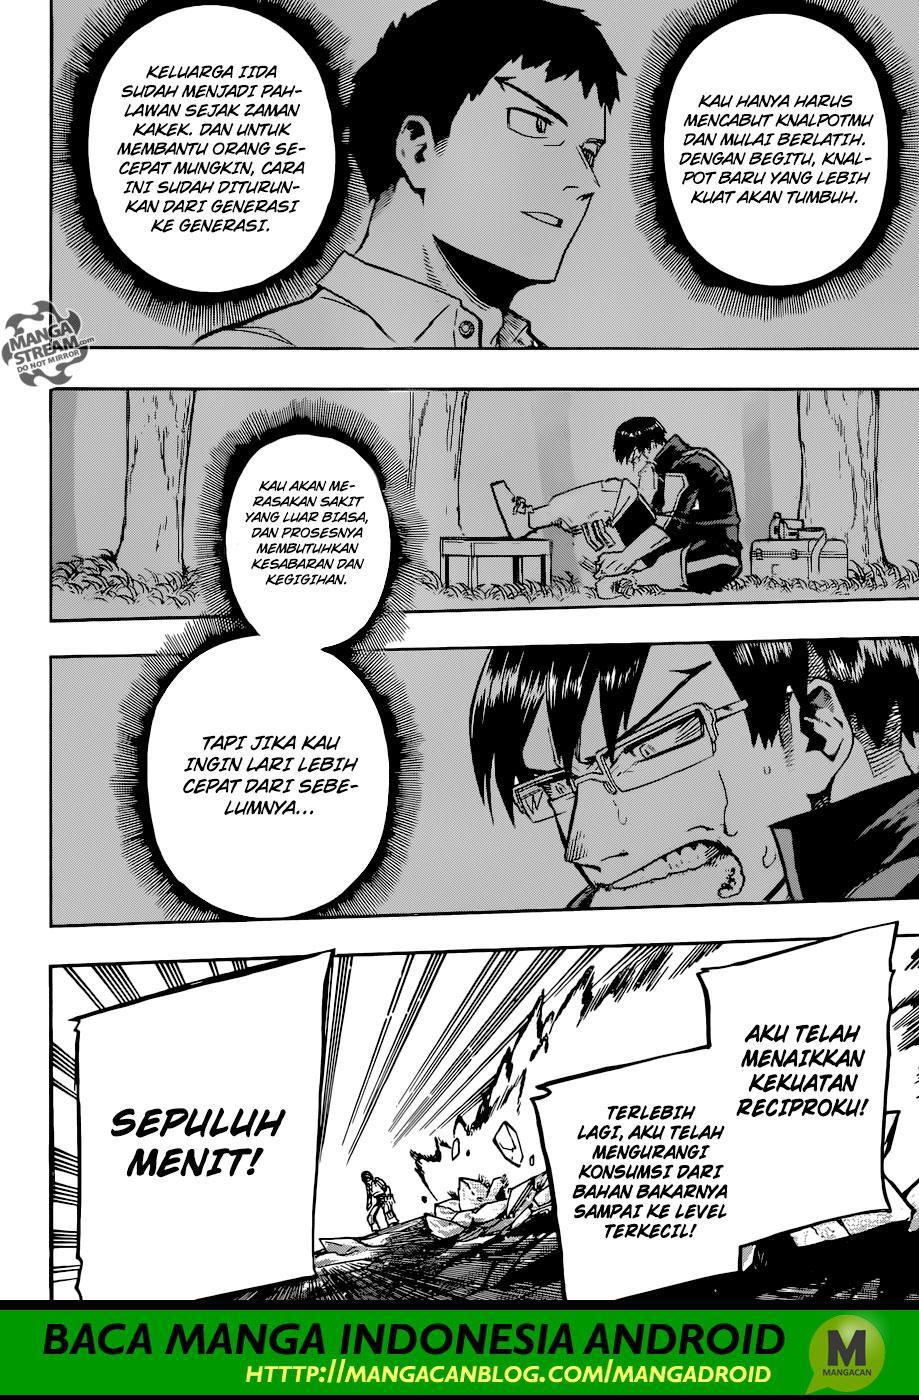 KAU HANYA HARUS
MENCABUT KNALPOTMU
DAN MULAI BERLATIH.
DENGAN BEGITU, KNAL-
POT BARU YANG LEBIH
KUAT AKAN TUMBUH.
KELUARGA IIDA
SUDAH MENJADI PAH-
LAWAN SEJAK ZAMAN
KAKEK. DAN UNTUK
MEMBANTU ORANG SE-
CEPAT MUNGKIN, CARA
INI SUDAH DITURUN-
KAN DARI GENERASI
KE GENERASI.
MANGA
STREAM.com
DO NOT MIRROR
KAU AKAN ME-
RASAKAN SAKIT
YANG LUAR BIASA,
DAN PROSESNYA
MEMBUTUHKAN
KESABARAN DAN
KEGIGIHAN.
TAPI JIKA KAU
INGIN LARI LEBIH
CEPAT DARI SEBE-
LUMNYA...
AKU TELAH
MENAIKKAN
KEKUATAN
RECIPROKU!
TERLEBIH
LAGI, AKU TELAH
MENGURANGI
KONSUMSI DARI
BAHAN BAKARNYA
SAMPAI KE LEVEL
TERKECIL!
SEPULUH
MENIT!
BACA MANGA INDONESIA ANDROID
HTTTP://MANGACANBLOG.COM/MANGADROID
M
MANGACAN